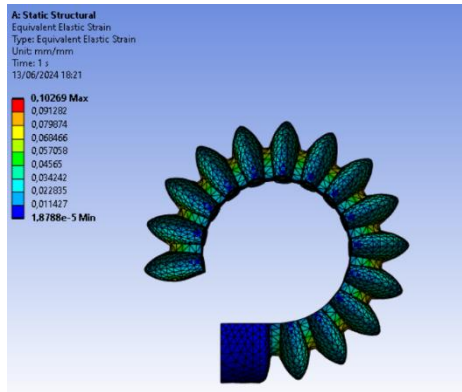 A: Static Structural
Equivalent Elastic Strain
Type: Equivalent Elastic Strain
Unit: mm/mm
Time: 1 s
13/06/2024 18:21
0,10269 Max
0,091282
0,079874
0,068466
0,057058
0,04565
0,034242
0,022835
0,011427
1,8788e-5 Min